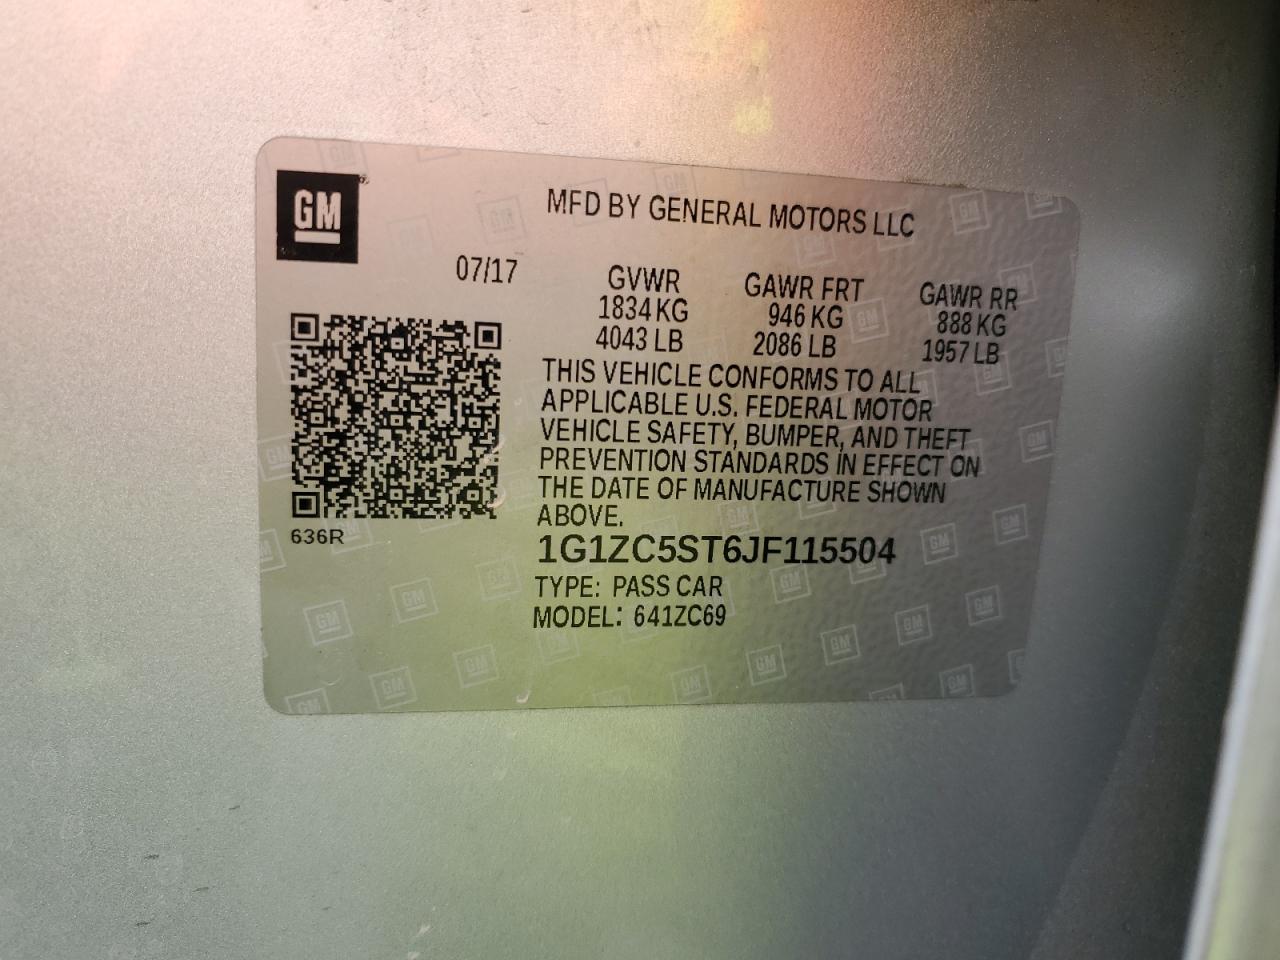 GM
MFD BY GENERAL MOTORS LLC
07/17
GVWR GAWR FRT GAWR RR
1834 KG 946 KG 888 KG
4043 LB 2086 LB 1957 LB
THIS VEHICLE CONFORMS TO ALL
APPLICABLE U.S. FEDERAL MOTOR
VEHICLE SAFETY, BUMPER, AND THEFT
PREVENTION STANDARDS IN EFFECT ON
THE DATE OF MANUFACTURE SHOWN
ABOVE.
636R
1G1ZC5ST6JF115504
TYPE: PASS CAR
MODEL: 641ZC69